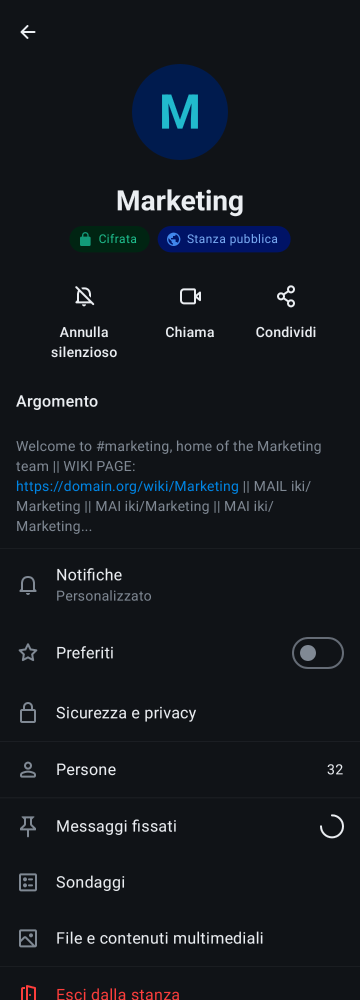 M
Marketing
Cifrata
Stanza pubblica
Annulla
silenzioso
Chiama
Condividi
Argomento
Welcome to #marketing, home of the Marketing
team || WIKI PAGE:
https://domain.org/wiki/Marketing || MAIL iki/
Marketing || MAI iki/Marketing || MAI iki/
Marketing...
Notifiche
Personalizzato
Preferiti
Sicurezza e privacy
Persone 32
Messaggi fissati
Sondaggi
File e contenuti multimediali
Esci dalla stanza